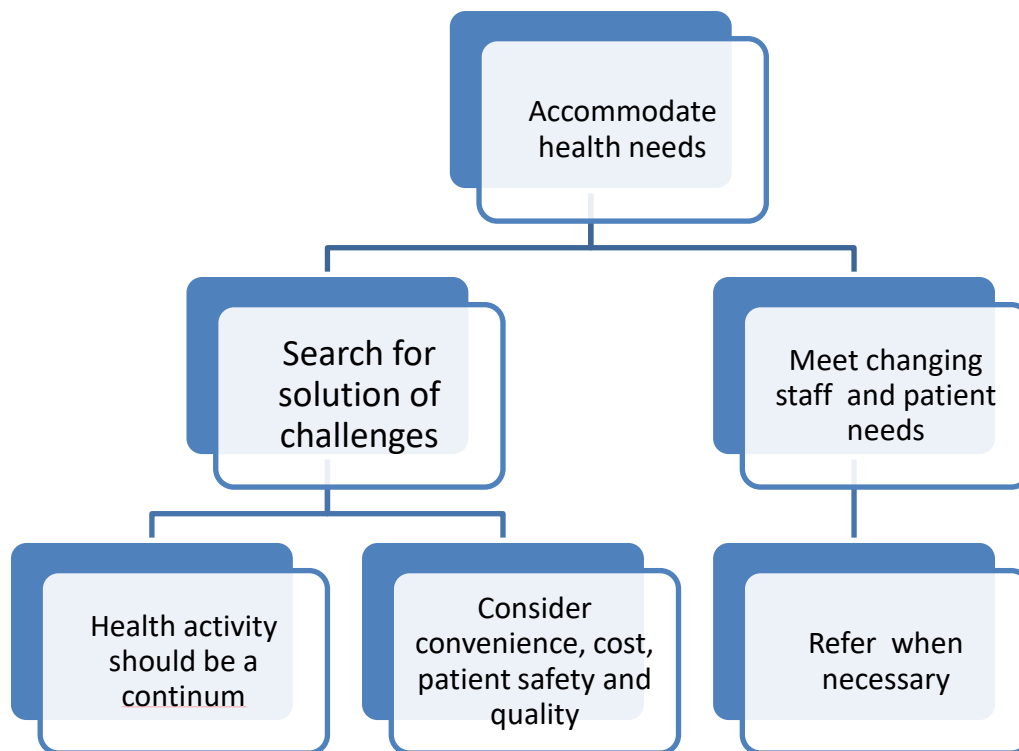 Accommodate
health needs
Search for
solution of
challenges
Meet changing
staff  and patient
needs
Health activity
should be a
continum
Consider
convenience, cost,
patient safety and
quality
Refer  when
necessary